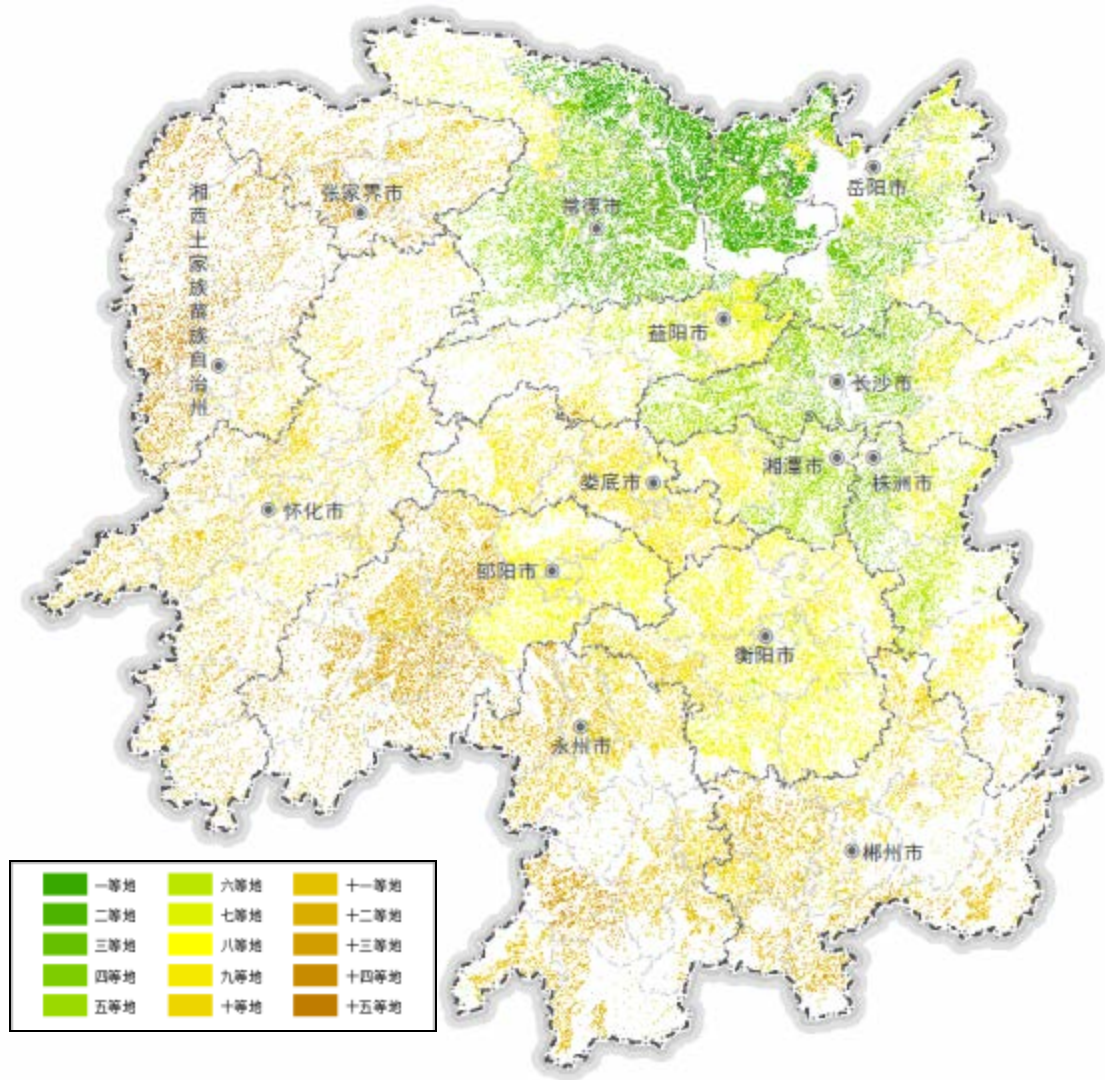 张家界市
湘西土家族苗族自治州
岳阳市
常德市
益阳市
长沙市
湘潭市
株洲市
娄底市
怀化市
邵阳市
衡阳市
永州市
郴州市
一等地
二等地
三等地
四等地
五等地
六等地
七等地
八等地
九等地
十等地
十一等地
十二等地
十三等地
十四等地
十五等地